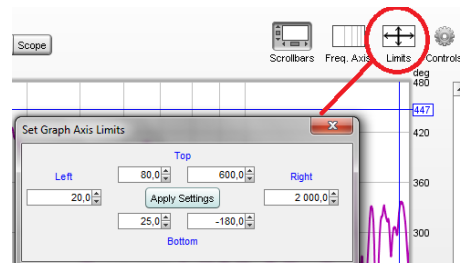 Scope
Scrollbars Freq. Axis Limits Controls
deg
480
447
420
360
300
Set Graph Axis Limits
Top
Left 80,0 600,0 Right
20,0 Apply Settings 2 000,0
25,0 -180,0
Bottom